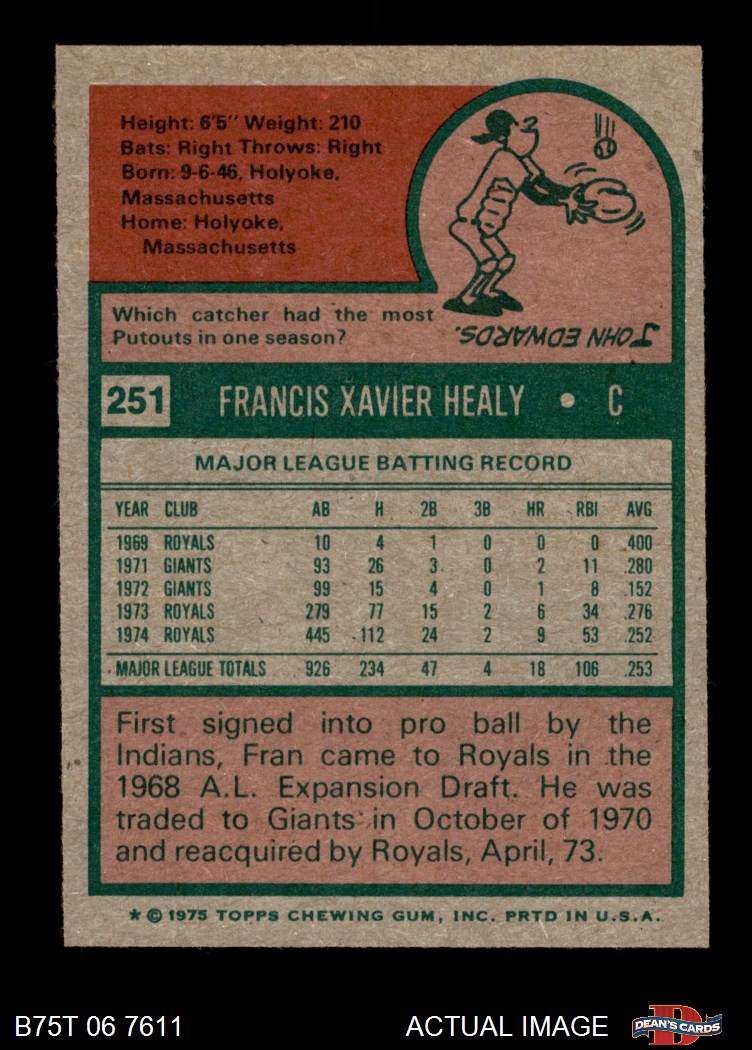 Height: 6'5" Weight: 210
Bats: Right Throws: Right
Born: 9-6-46, Holyoke,
Massachusetts
Home: Holyoke,
Massachusetts
Which catcher had the most
Putouts in one season?
JOHN EDWARDS.
251 FRANCIS XAVIER HEALY • C
MAJOR LEAGUE BATTING RECORD
YEAR CLUB AB H 2B 3B HR RBI AVG
1969 ROYALS 10 4 1 0 0 0 .400
1971 GIANTS 93 26 3 0 2 11 .280
1972 GIANTS 99 15 4 0 1 8 .152
1973 ROYALS 279 77 15 2 6 34 .276
1974 ROYALS 445 112 24 2 9 53 .252
MAJOR LEAGUE TOTALS 926 234 47 4 18 106 .253
First signed into pro ball by the
Indians, Fran came to Royals in the
1968 A.L. Expansion Draft. He was
traded to Giants in October of 1970
and reacquired by Royals, April, 73.
* © 1975 TOPPS CHEWING GUM, INC. PRTD IN U.S.A.
B75T 06 7611 ACTUAL IMAGE D DEAN'S CARDS